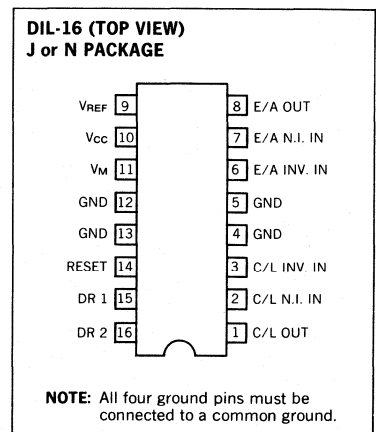 DIL-16 (TOP VIEW)
J or N PACKAGE
VREF 9 8 E/A OUT
VCC 10 7 E/A N.I. IN
VM 11 6 E/A INV. IN
GND 12 5 GND
GND 13 4 GND
RESET 14 3 C/L INV. IN
DR 1 15 2 C/L N.I. IN
DR 2 16 1 C/L OUT
NOTE: All four ground pins must be
connected to a common ground.